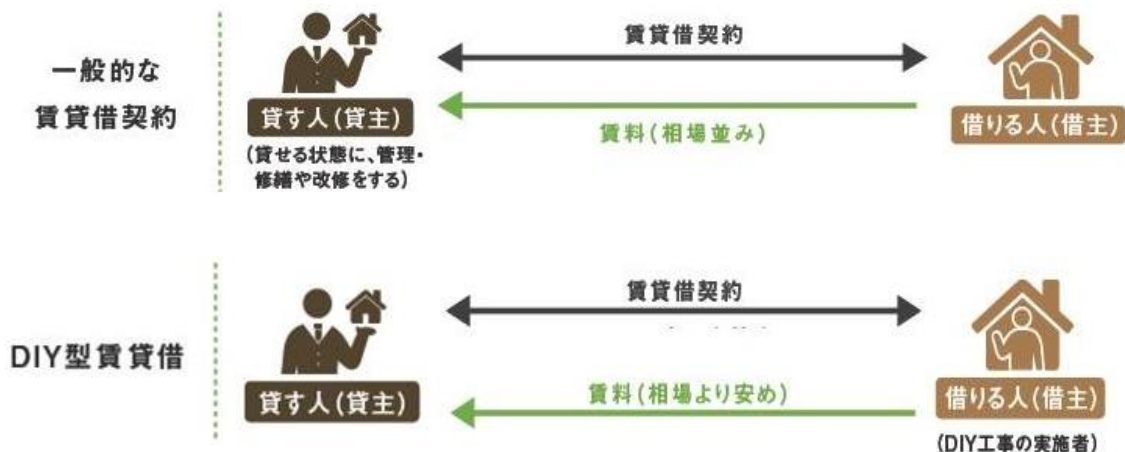 一般的な
賃貸借契約
貸す人(貸主)
(貸せる状態に、管理・
修繕や改修をする)
賃貸借契約
賃料(相場並み)
借りる人(借主)
DIY型賃貸借
貸す人(貸主)
賃貸借契約
賃料(相場より安め)
借りる人(借主)
(DIY工事の実施者)